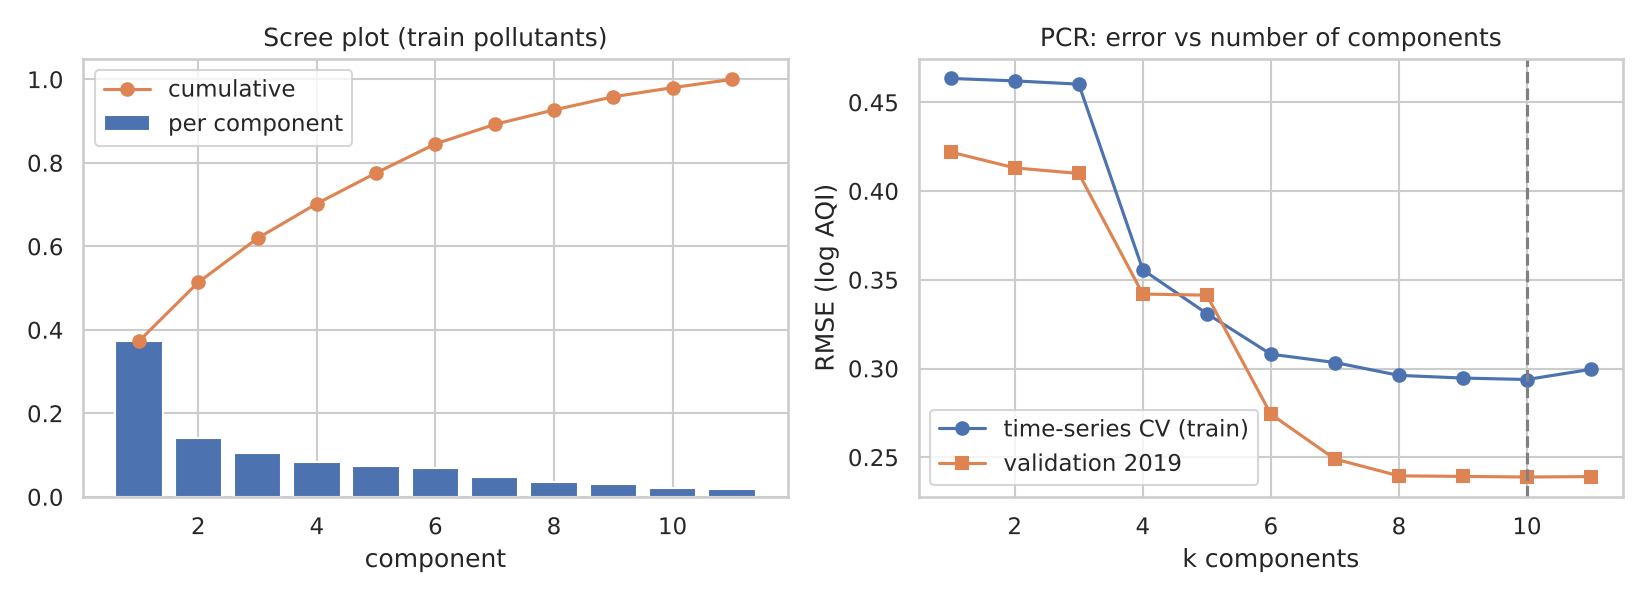 Scree plot (train pollutants)
cumulative
per component
1.0
0.8
0.6
0.4
0.2
0.0
2 4 6 8 10
component
PCR: error vs number of components
RMSE (log AQI)
0.45
0.40
0.35
0.30
0.25
time-series CV (train)
validation 2019
2 4 6 8 10
k components